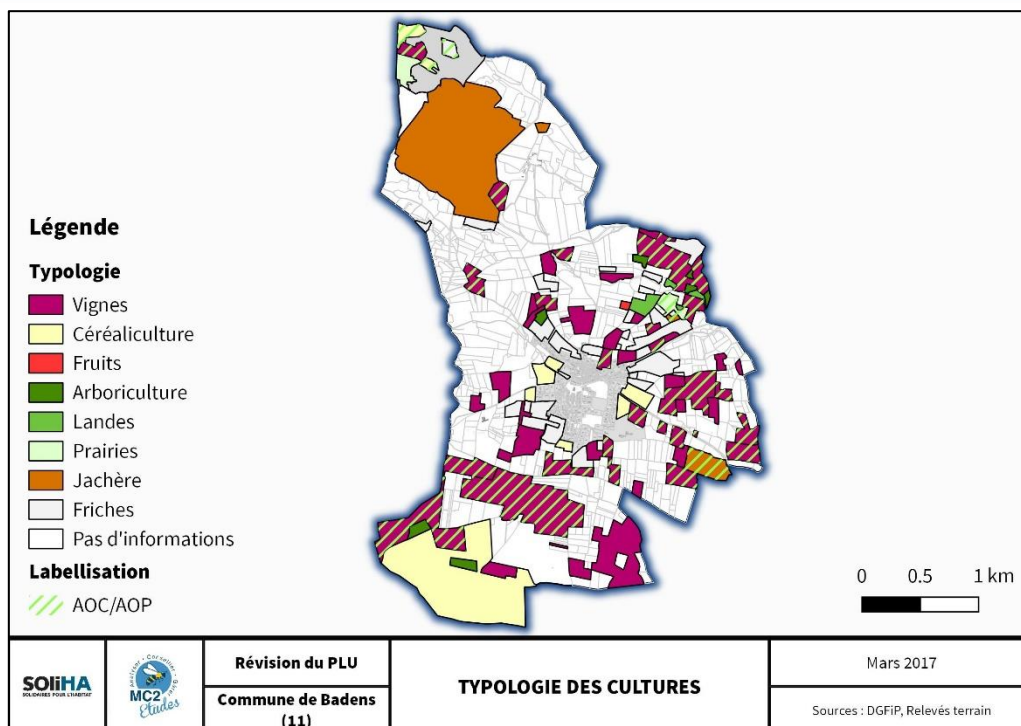 Légende
Typologie
Vignes
Céréaliculture
Fruits
Arboriculture
Landes
Prairies
Jachère
Friches
Pas d'informations
Labellisation
AOC/AOP
0 0.5 1 km
SOLiHA
SOLIDAIRES POUR L'HABITAT
MC2
Études
Révision du PLU
Commune de Badens
(11)
TYPOLOGIE DES CULTURES
Mars 2017
Sources : DGFiP, Relevés terrain